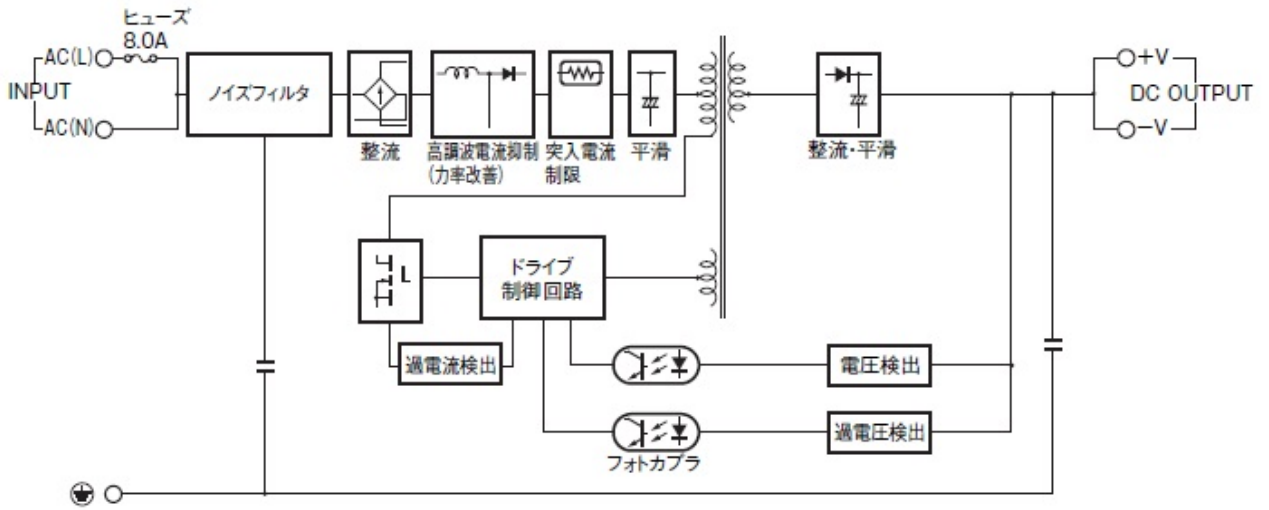 ヒューズ
8.0A
AC(L)
INPUT
AC(N)
ノイズフィルタ
整流
高調波電流抑制
(力率改善)
突入電流
制限
平滑
整流・平滑
+V
DC OUTPUT
-V
L
ドライブ
制御回路
過電流検出
電圧検出
過電圧検出
フォトカプラ